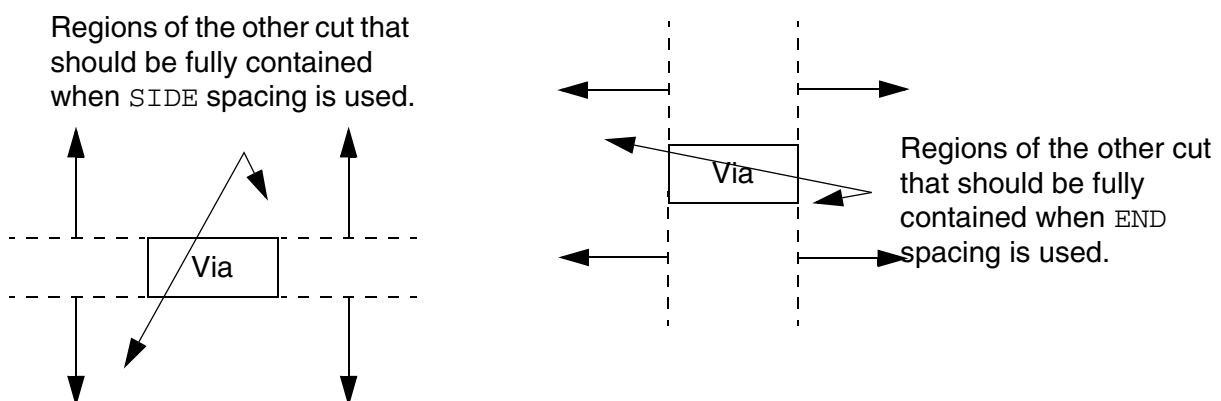 Regions of the other cut that
should be fully contained
when SIDE spacing is used.
Via
Via
Regions of the other cut
that should be fully
contained when END
spacing is used.